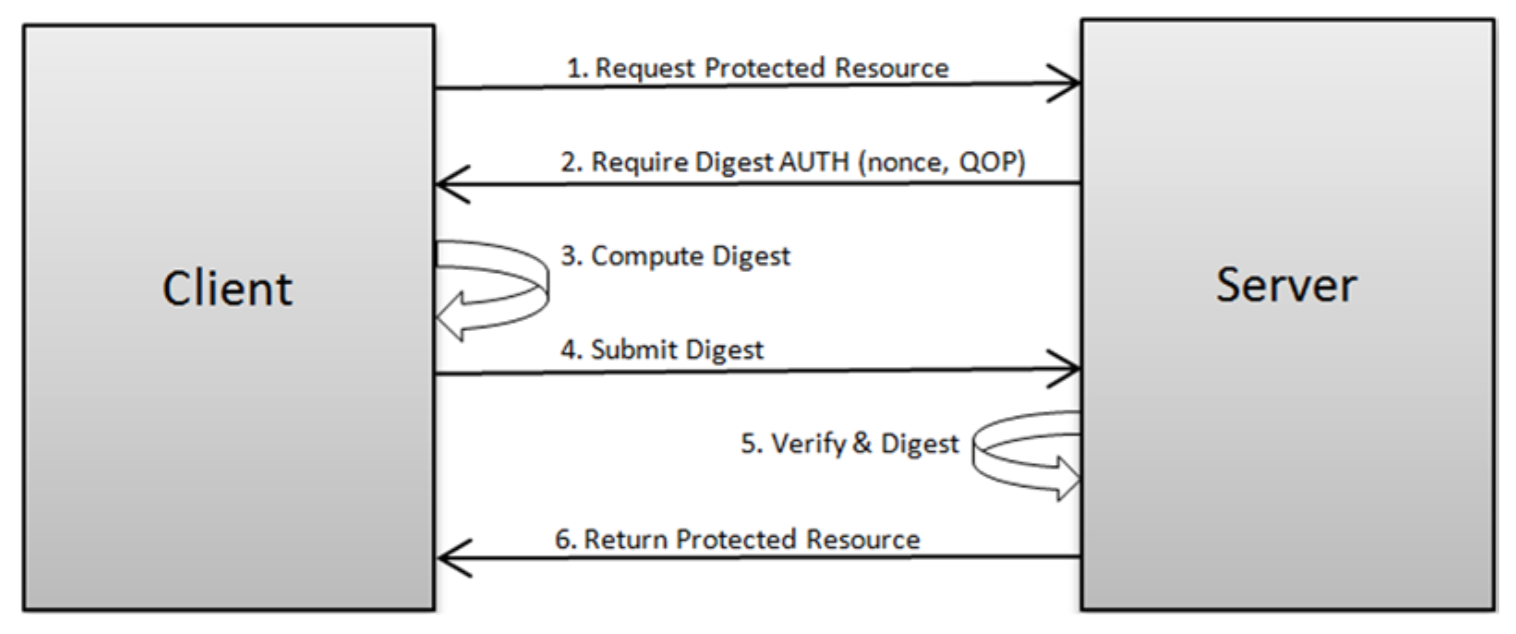 1. Request Protected Resource
2. Require Digest AUTH (nonce, QOP)
3. Compute Digest
Client
Server
4. Submit Digest
5. Verify & Digest
6. Return Protected Resource